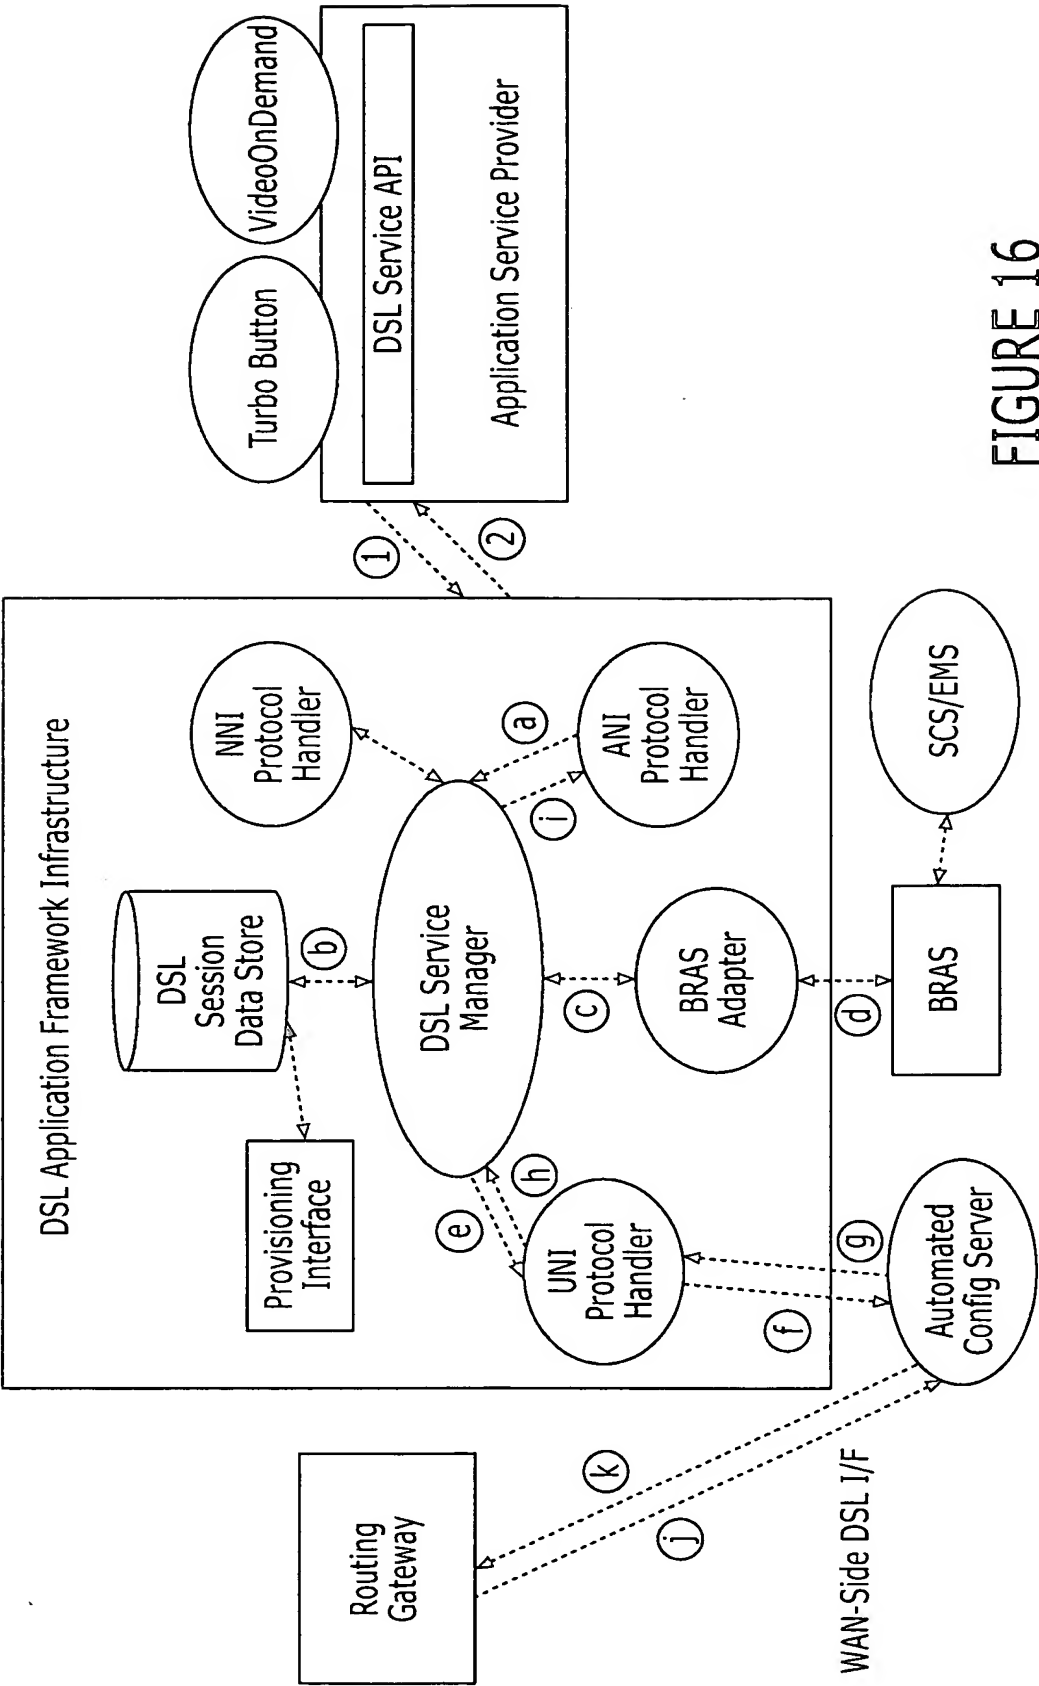 DSL Application Framework Infrastructure
Routing
Gateway
Provisioning
Interface
DSL
Session
Data Store
NNI
Protocol
Handler
Turbo Button
VideoOnDemand
DSL Service API
Application Service Provider
1
2
b
DSL Service
Manager
e
h
c
a
i
UNI
Protocol
Handler
BRAS
Adapter
ANI
Protocol
Handler
k
j
f
g
d
WAN-Side DSL I/F
Automated
Config Server
BRAS
SCS/EMS
FIGURE 16